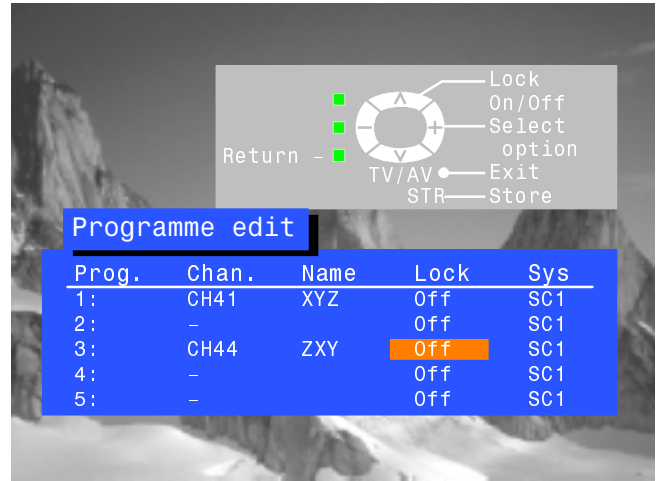 Lock
On/Off
Select
option
Return –
TV/AV
Exit
STR
Store
Programme edit
Prog. Chan. Name Lock Sys
1: CH41 XYZ Off SC1
2: – Off SC1
3: CH44 ZXY Off SC1
4: – Off SC1
5: – Off SC1